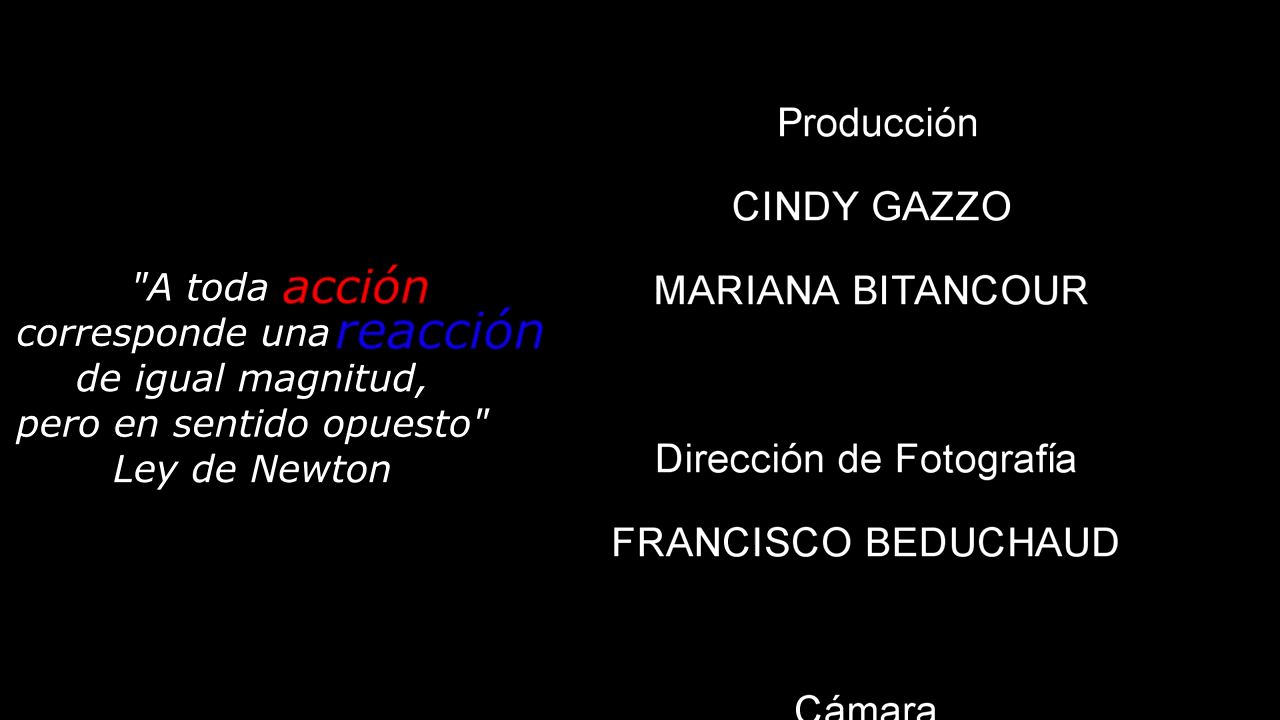 "A toda acción
corresponde una reacción
de igual magnitud,
pero en sentido opuesto"
Ley de Newton
Producción
CINDY GAZZO
MARIANA BITANCOUR
Dirección de Fotografía
FRANCISCO BEDUCHAUD
Cámara